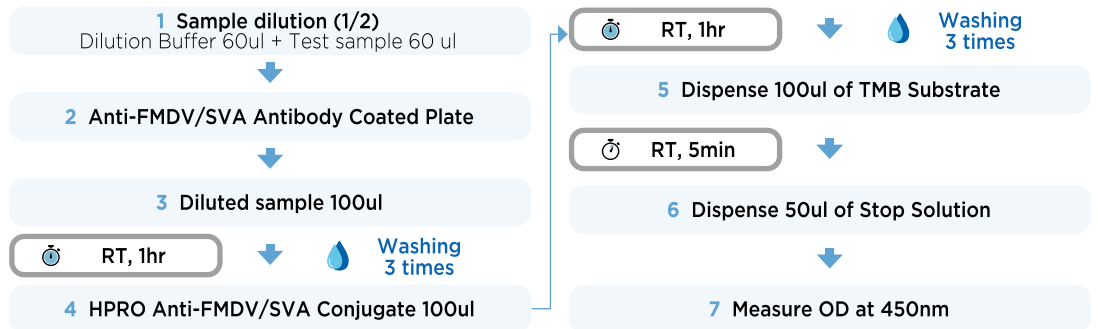 1 Sample dilution (1/2)
Dilution Buffer 60ul + Test sample 60 ul
2 Anti-FMDV/SVA Antibody Coated Plate
3 Diluted sample 100ul
RT, 1hr
Washing
3 times
4 HPRO Anti-FMDV/SVA Conjugate 100ul
RT, 1hr
Washing
3 times
5 Dispense 100ul of TMB Substrate
RT, 5min
6 Dispense 50ul of Stop Solution
7 Measure OD at 450nm